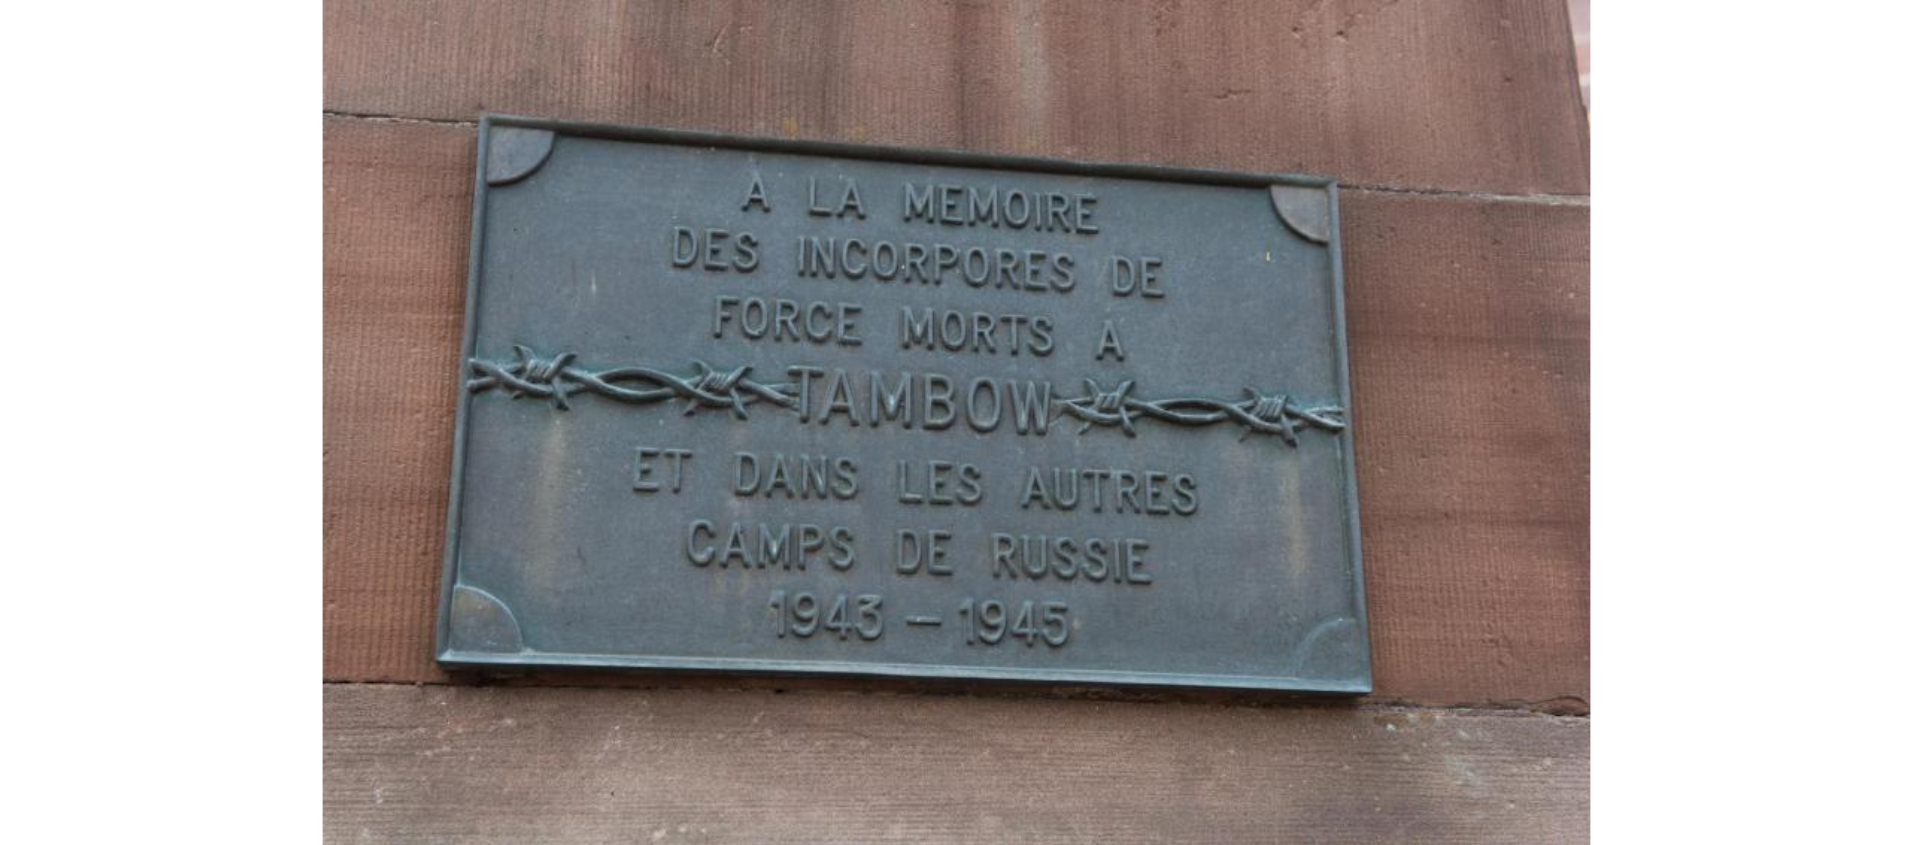 A LA MEMOIRE
DES INCORPORES DE
FORCE MORTS A
TAMBOW
ET DANS LES AUTRES
CAMPS DE RUSSIE
1943 – 1945